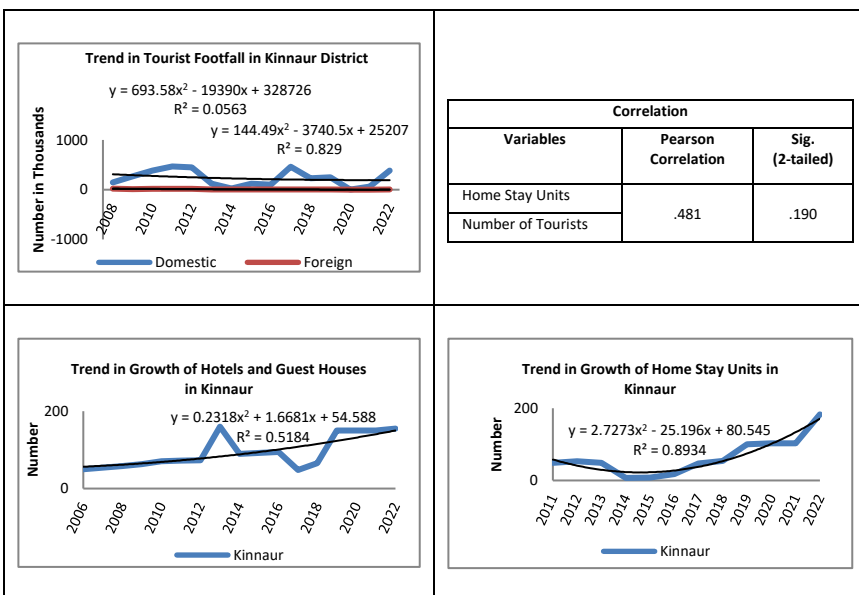 Trend in Tourist Footfall in Kinnaur District
y = 693.58x² - 19390x + 328726
R² = 0.0563
y = 144.49x² - 3740.5x + 25207
R² = 0.829
Number in Thousands
1000
0
-1000
2008
2010
2012
2014
2016
2018
2020
2022
Domestic
Foreign
Correlation
Variables
Pearson
Correlation
Sig.
(2-tailed)
Home Stay Units
Number of Tourists
.481
.190
Trend in Growth of Hotels and Guest Houses
in Kinnaur
y = 0.2318x² + 1.6681x + 54.588
R² = 0.5184
Number
200
0
2006
2008
2010
2012
2014
2016
2018
2020
2022
Kinnaur
Trend in Growth of Home Stay Units in
Kinnaur
y = 2.7273x² - 25.196x + 80.545
R² = 0.8934
Number
200
0
2011
2012
2013
2014
2015
2016
2017
2018
2019
2020
2021
2022
Kinnaur